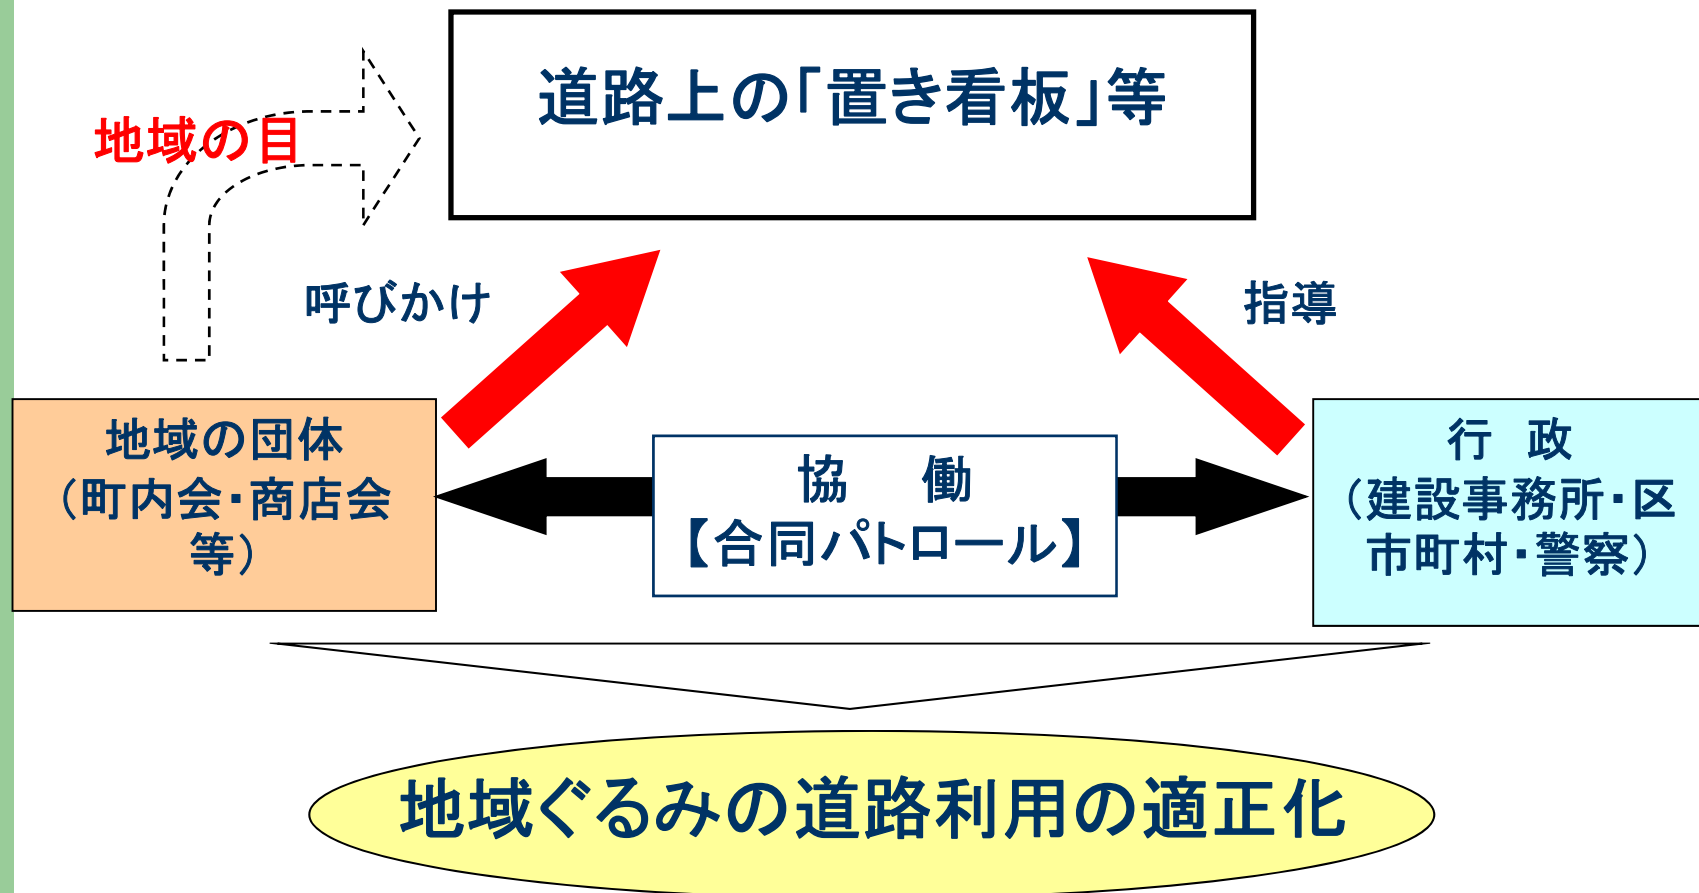 道路上の「置き看板」等
地域の目
呼びかけ
指導
地域の団体
（町内会・商店会
等）
協　働
【合同パトロール】
行　政
（建設事務所・区
市町村・警察）
地域ぐるみの道路利用の適正化